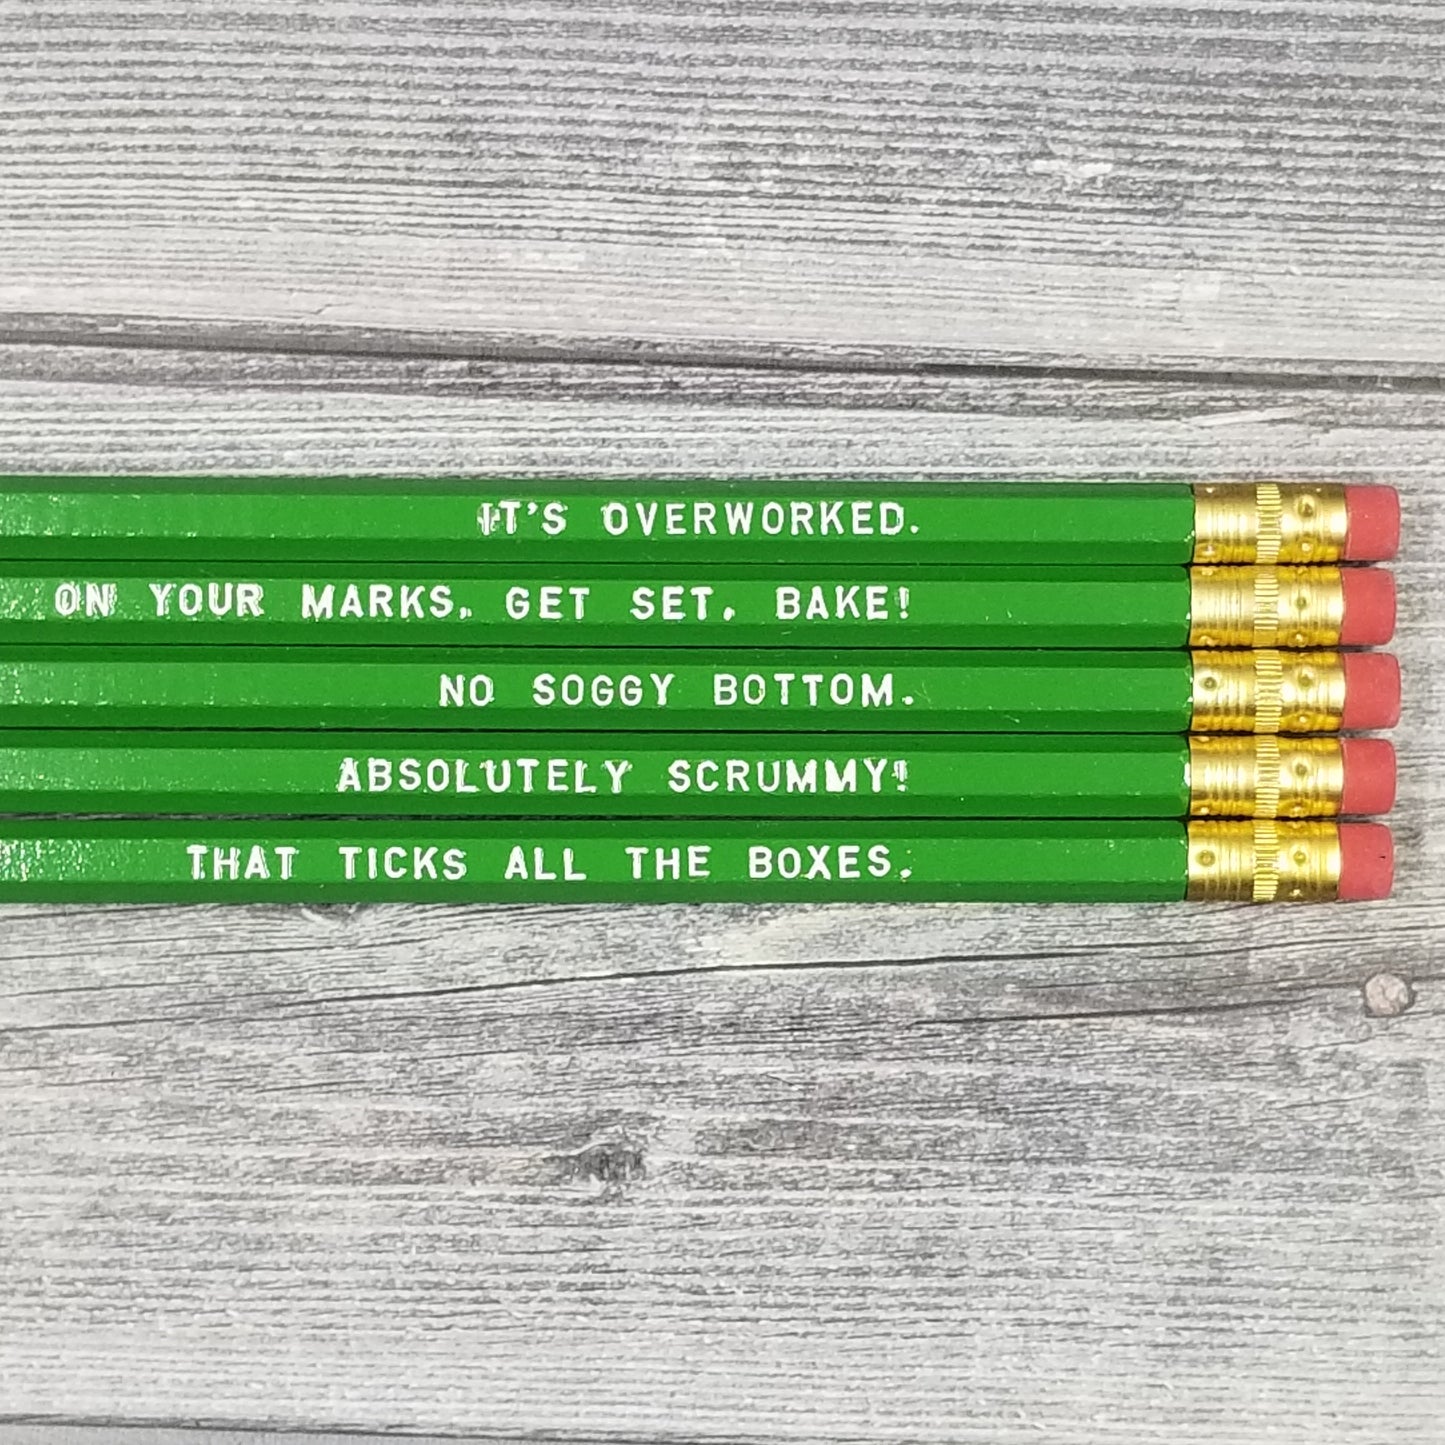 IT'S OVERWORKED.
ON YOUR MARKS. GET SET. BAKE!
NO SOGGY BOTTOM.
ABSOLUTELY SCRUMMY!
THAT TICKS ALL THE BOXES.